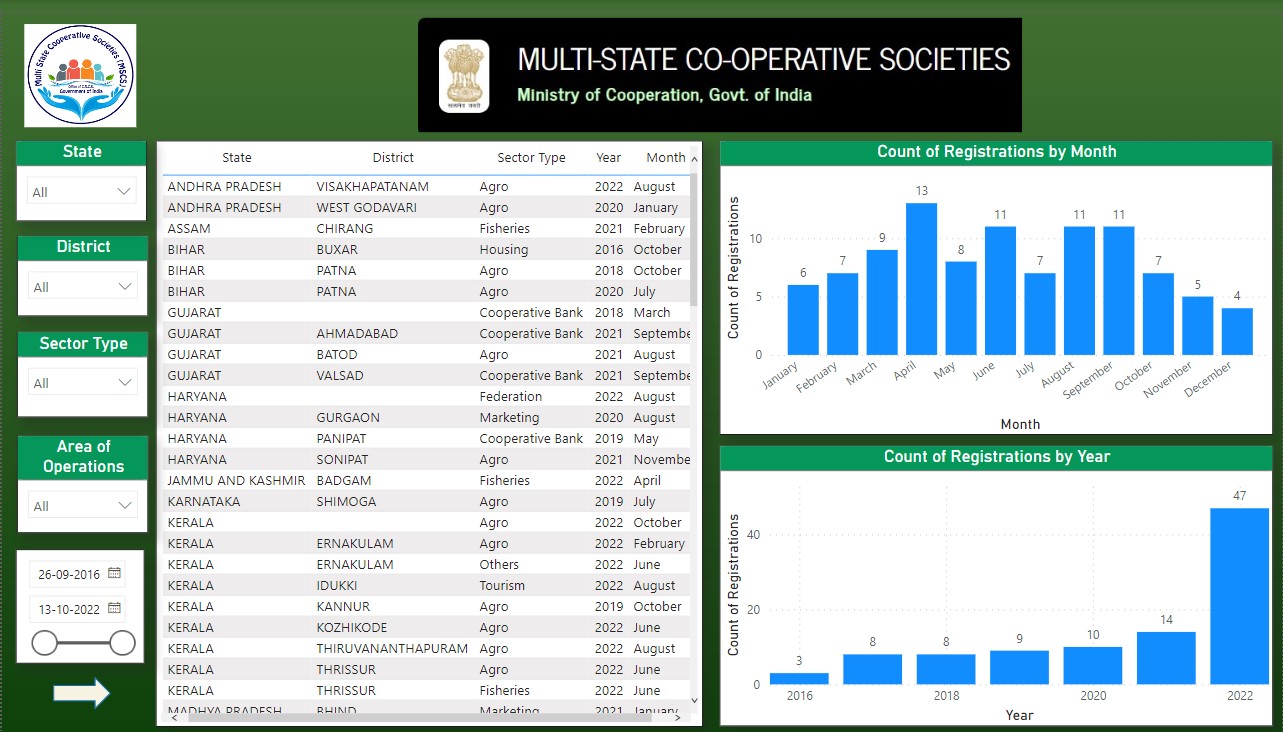 Multi State Cooperative Societies (MSCS)
Office of C.R.C.S.
Government of India
सत्यमेव जयते
MULTI-STATE CO-OPERATIVE SOCIETIES
Ministry of Cooperation, Govt. of India
State
All
District
All
Sector Type
All
Area of
Operations
All
26-09-2016
13-10-2022
State District Sector Type Year Month
ANDHRA PRADESH VISAKHAPATANAM Agro 2022 August
ANDHRA PRADESH WEST GODAVARI Agro 2020 January
ASSAM CHIRANG Fisheries 2021 February
BIHAR BUXAR Housing 2016 October
BIHAR PATNA Agro 2018 October
BIHAR PATNA Agro 2020 July
GUJARAT Cooperative Bank 2018 March
GUJARAT AHMADABAD Cooperative Bank 2021 Septembe
GUJARAT BATOD Agro 2021 August
GUJARAT VALSAD Cooperative Bank 2021 Septembe
HARYANA Federation 2022 August
HARYANA GURGAON Marketing 2020 August
HARYANA PANIPAT Cooperative Bank 2019 May
HARYANA SONIPAT Agro 2021 Novembe
JAMMU AND KASHMIR BADGAM Fisheries 2022 April
KARNATAKA SHIMOGA Agro 2019 July
KERALA Agro 2022 October
KERALA ERNAKULAM Agro 2022 February
KERALA ERNAKULAM Others 2022 June
KERALA IDUKKI Tourism 2022 August
KERALA KANNUR Agro 2019 October
KERALA KOZHIKODE Agro 2022 June
KERALA THIRUVANANTHAPURAM Agro 2022 August
KERALA THRISSUR Agro 2022 June
KERALA THRISSUR Fisheries 2022 June
MADHYA PRADESH BHIND Marketing 2021 January
Count of Registrations by Month
Count of Registrations
10
5
0
6
7
9
13
8
11
7
11
11
7
5
4
January
February
March
April
May
June
July
August
September
October
November
December
Month
Count of Registrations by Year
Count of Registrations
40
20
0
3
8
8
9
10
14
47
2016
2018
2020
2022
Year